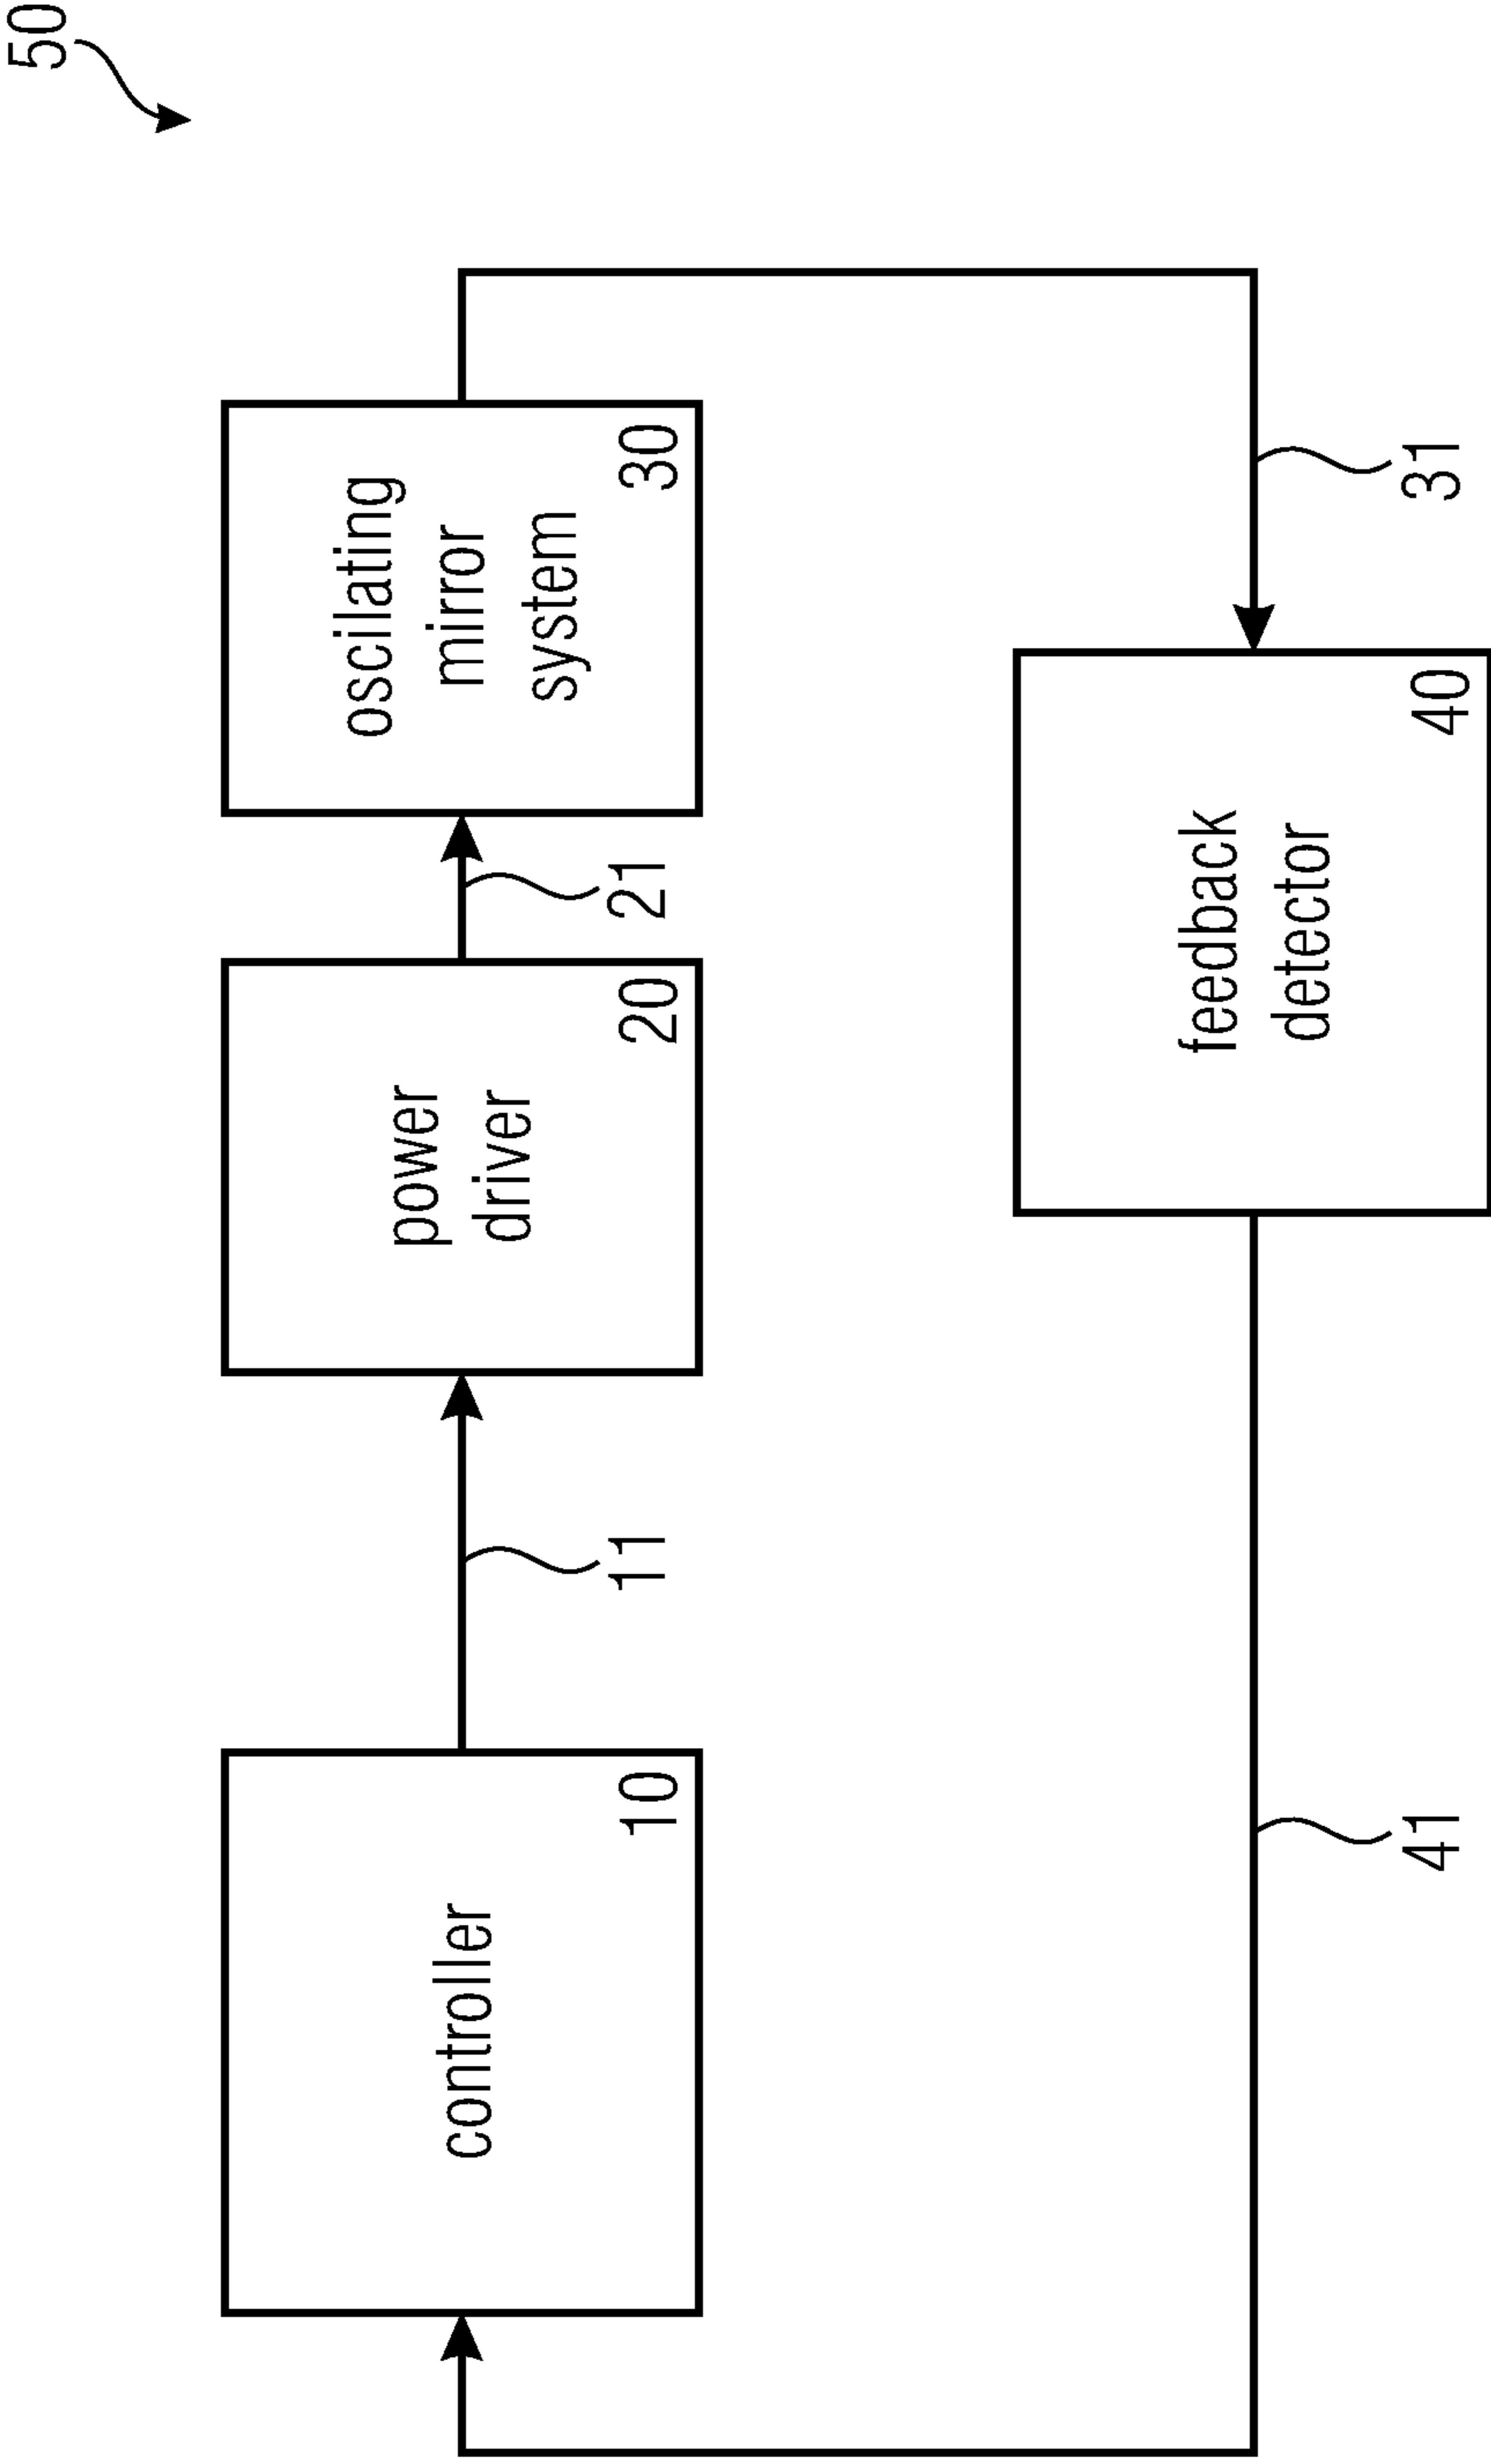 50
controller
10
11
power
driver
20
21
oscilating
mirror
system
30
31
feedback
detector
40
41